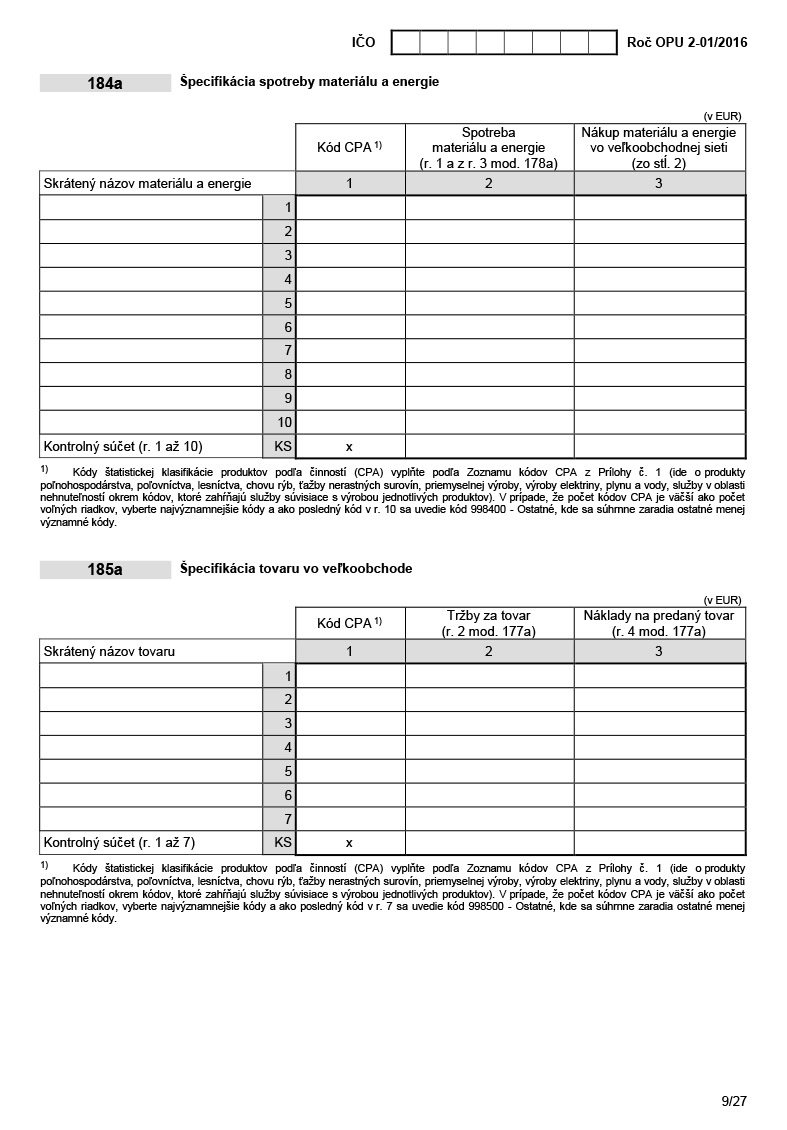 IČO Roč OPU 2-01/2016
184a Špecifikácia spotreby materiálu a energie
(v EUR)
Kód CPA 1)
Spotreba
materiálu a energie
(r. 1 a z r. 3 mod. 178a)
Nákup materiálu a energie
vo veľkoobchodnej sieti
(zo stĺ. 2)
Skrátený názov materiálu a energie 1 2 3
1
2
3
4
5
6
7
8
9
10
Kontrolný súčet (r. 1 až 10) KS x
1) Kódy štatistickej klasifikácie produktov podľa činností (CPA) vyplňte podľa Zoznamu kódov CPA z Prílohy č. 1 (ide o produkty
poľnohospodárstva, poľovníctva, lesníctva, chovu rýb, ťažby nerastných surovín, priemyselnej výroby, výroby elektriny, plynu a vody, služby v oblasti
nehnuteľností okrem kódov, ktoré zahŕňajú služby súvisiace s výrobou jednotlivých produktov). V prípade, že počet kódov CPA je väčší ako počet
voľných riadkov, vyberte najvýznamnejšie kódy a ako posledný kód v r. 10 sa uvedie kód 998400 - Ostatné, kde sa súhrnne zaradia ostatné menej
významné kódy.
185a Špecifikácia tovaru vo veľkoobchode
(v EUR)
Kód CPA 1)
Tržby za tovar
(r. 2 mod. 177a)
Náklady na predaný tovar
(r. 4 mod. 177a)
Skrátený názov tovaru 1 2 3
1
2
3
4
5
6
7
Kontrolný súčet (r. 1 až 7) KS x
1) Kódy štatistickej klasifikácie produktov podľa činností (CPA) vyplňte podľa Zoznamu kódov CPA z Prílohy č. 1 (ide o produkty
poľnohospodárstva, poľovníctva, lesníctva, chovu rýb, ťažby nerastných surovín, priemyselnej výroby, výroby elektriny, plynu a vody, služby v oblasti
nehnuteľností okrem kódov, ktoré zahŕňajú služby súvisiace s výrobou jednotlivých produktov). V prípade, že počet kódov CPA je väčší ako počet
voľných riadkov, vyberte najvýznamnejšie kódy a ako posledný kód v r. 7 sa uvedie kód 998500 - Ostatné, kde sa súhrnne zaradia ostatné menej
významné kódy.
9/27